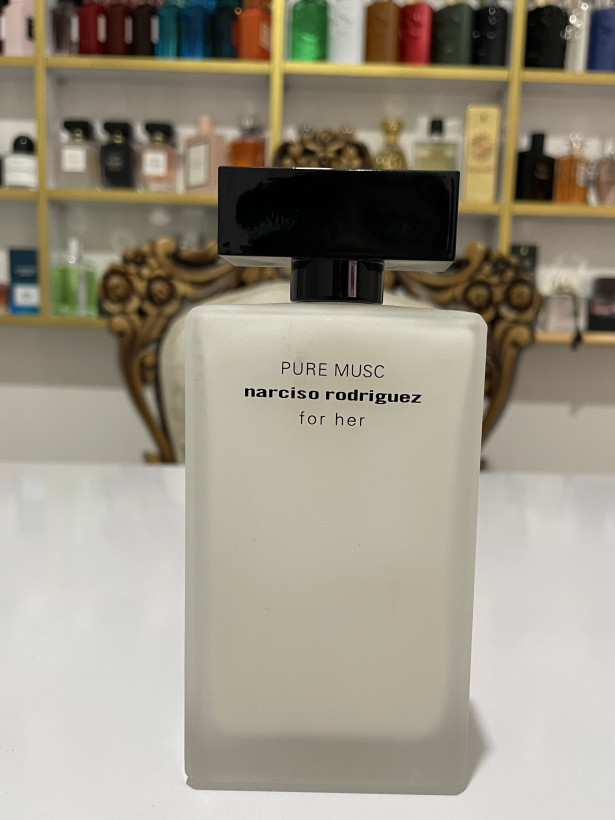 PURE MUSC
narciso rodriguez
for her